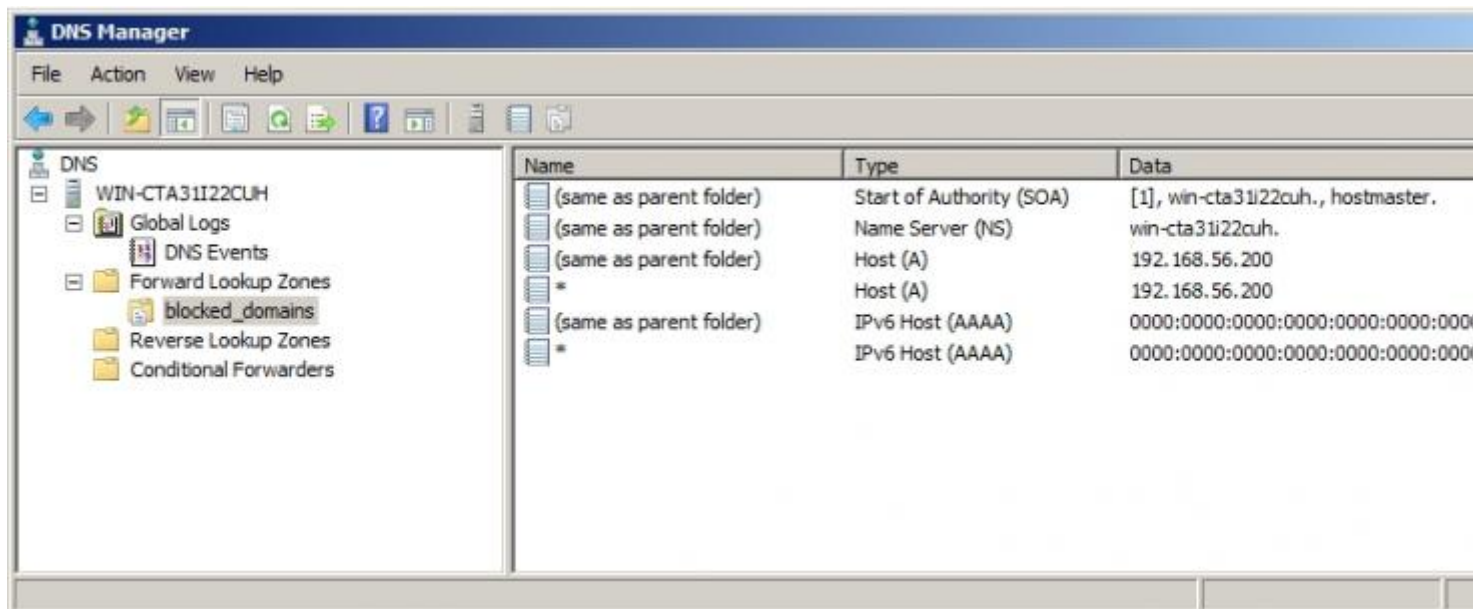 DNS Manager
File Action View Help
DNS
WIN-CTA31I22CUH
Global Logs
DNS Events
Forward Lookup Zones
blocked_domains
Reverse Lookup Zones
Conditional Forwarders
Name Type Data
(same as parent folder) Start of Authority (SOA) [1], win-cta31i22cuh., hostmaster.
(same as parent folder) Name Server (NS) win-cta31i22cuh.
(same as parent folder) Host (A) 192.168.56.200
* Host (A) 192.168.56.200
(same as parent folder) IPv6 Host (AAAA) 0000:0000:0000:0000:0000:0000:000
* IPv6 Host (AAAA) 0000:0000:0000:0000:0000:0000:000